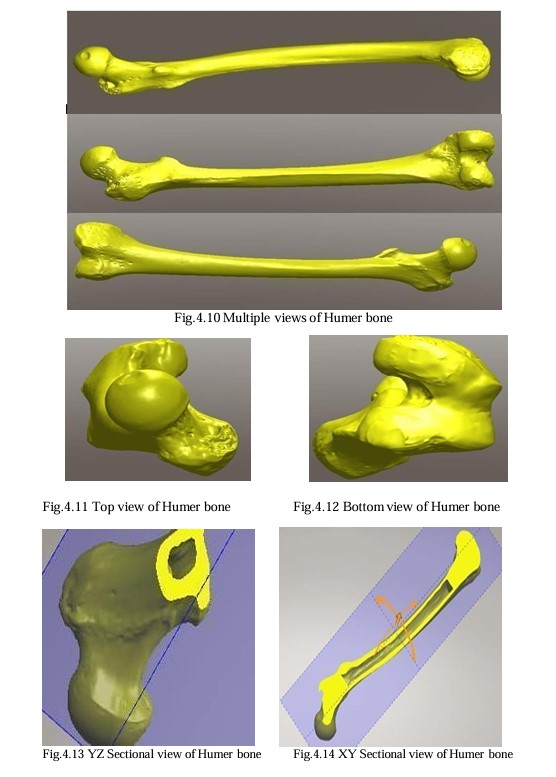 Fig.4.10 Multiple views of Humer bone
Fig.4.11 Top view of Humer bone
Fig.4.12 Bottom view of Humer bone
Fig.4.13 YZ Sectional view of Humer bone
Fig.4.14 XY Sectional view of Humer bone